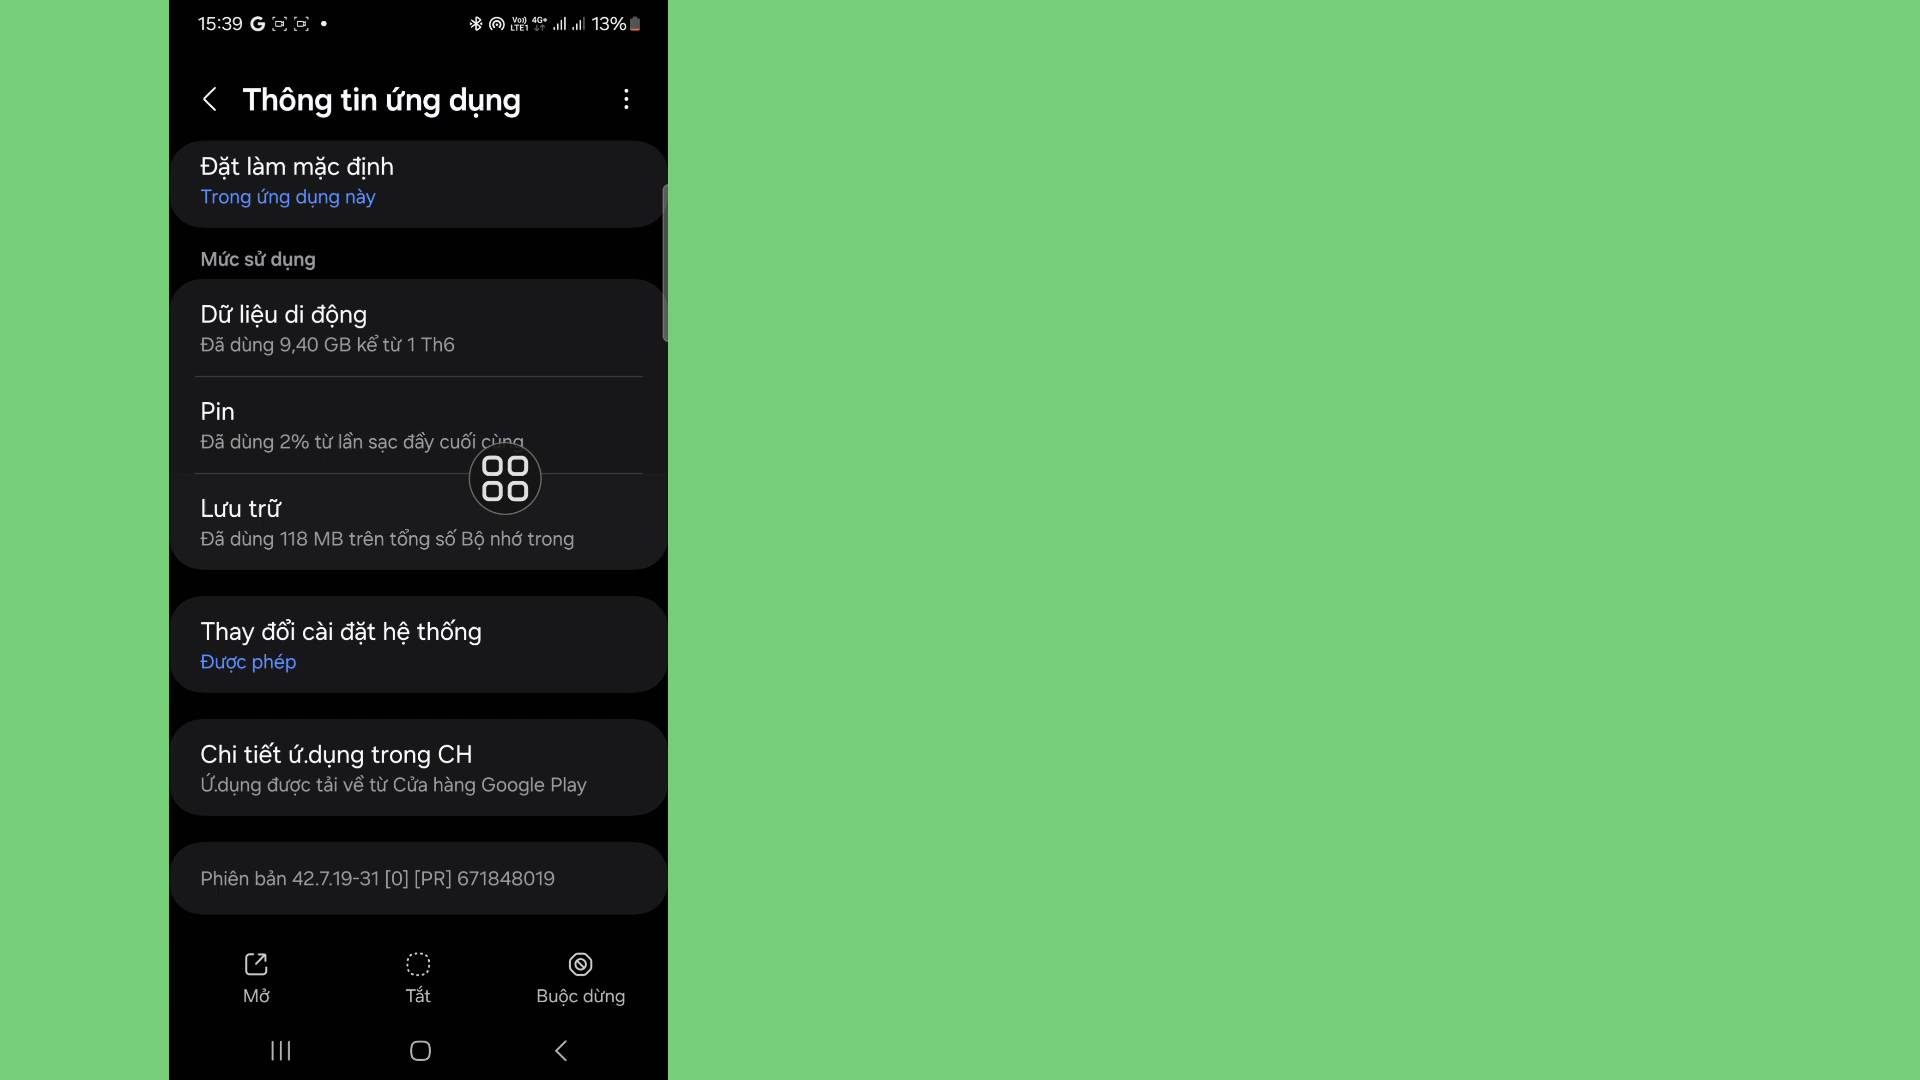 15:39
Vo)) LTE1 4G+ 13%
Thông tin ứng dụng
Đặt làm mặc định
Trong ứng dụng này
Mức sử dụng
Dữ liệu di động
Đã dùng 9,40 GB kể từ 1 Th6
Pin
Đã dùng 2% từ lần sạc đầy cuối cùng
Lưu trữ
Đã dùng 118 MB trên tổng số Bộ nhớ trong
Thay đổi cài đặt hệ thống
Được phép
Chi tiết ứ.dụng trong CH
Ứ.dụng được tải về từ Cửa hàng Google Play
Phiên bản 42.7.19-31 [0] [PR] 671848019
Mở
Tắt
Buộc dừng